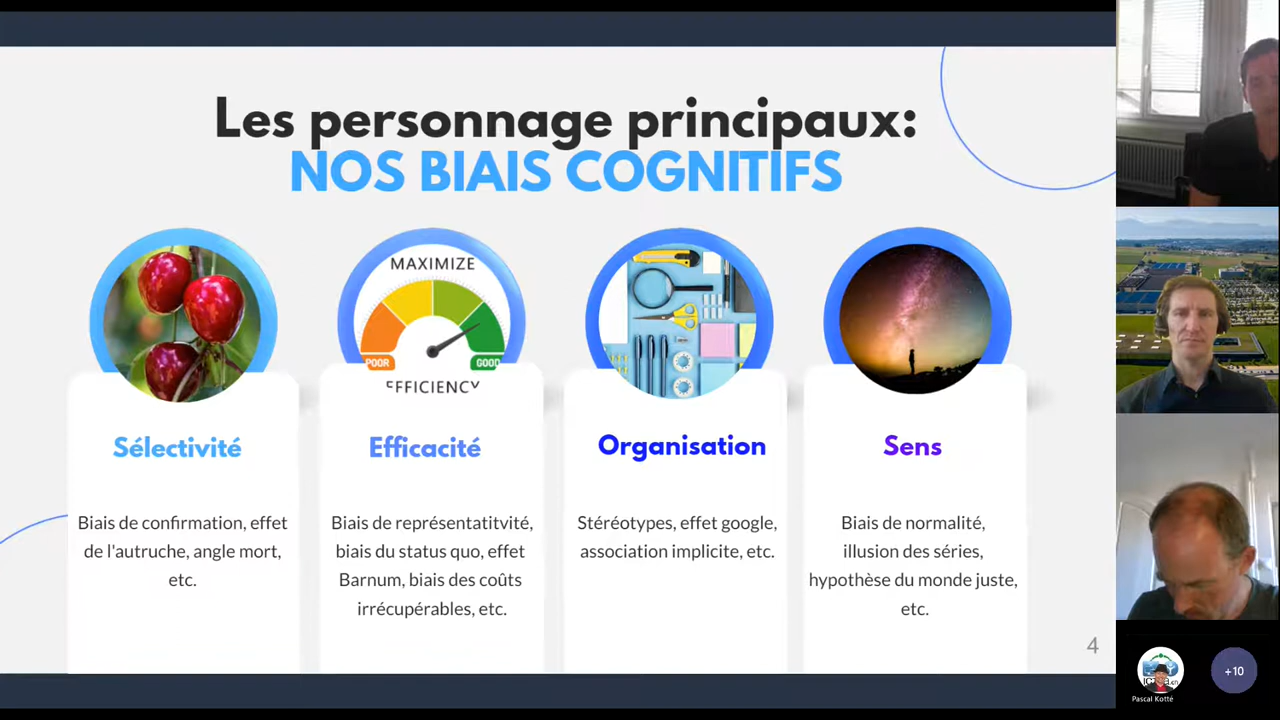 Les personnage principaux:
NOS BIAIS COGNITIFS
MAXIMIZE
POOR
GOOD
EFFICIENCY
Sélectivité
Biais de confirmation, effet
de l'autruche, angle mort,
etc.
Efficacité
Biais de représentatitvité,
biais du status quo, effet
Barnum, biais des coûts
irrécupérables, etc.
Organisation
Stéréotypes, effet google,
association implicite, etc.
Sens
Biais de normalité,
illusion des séries,
hypothèse du monde juste,
etc.
4
Pascal Kotté
+10